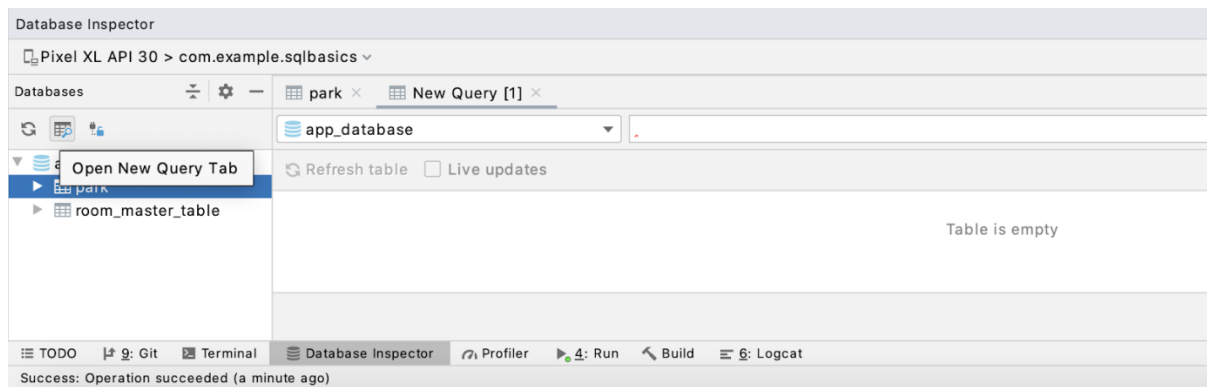 Database Inspector
Pixel XL API 30 > com.example.sqlbasics
Databases
park
New Query [1]
app_database
Open New Query Tab
Refresh table
Live updates
park
room_master_table
Table is empty
TODO
9: Git
Terminal
Database Inspector
Profiler
4: Run
Build
6: Logcat
Success: Operation succeeded (a minute ago)